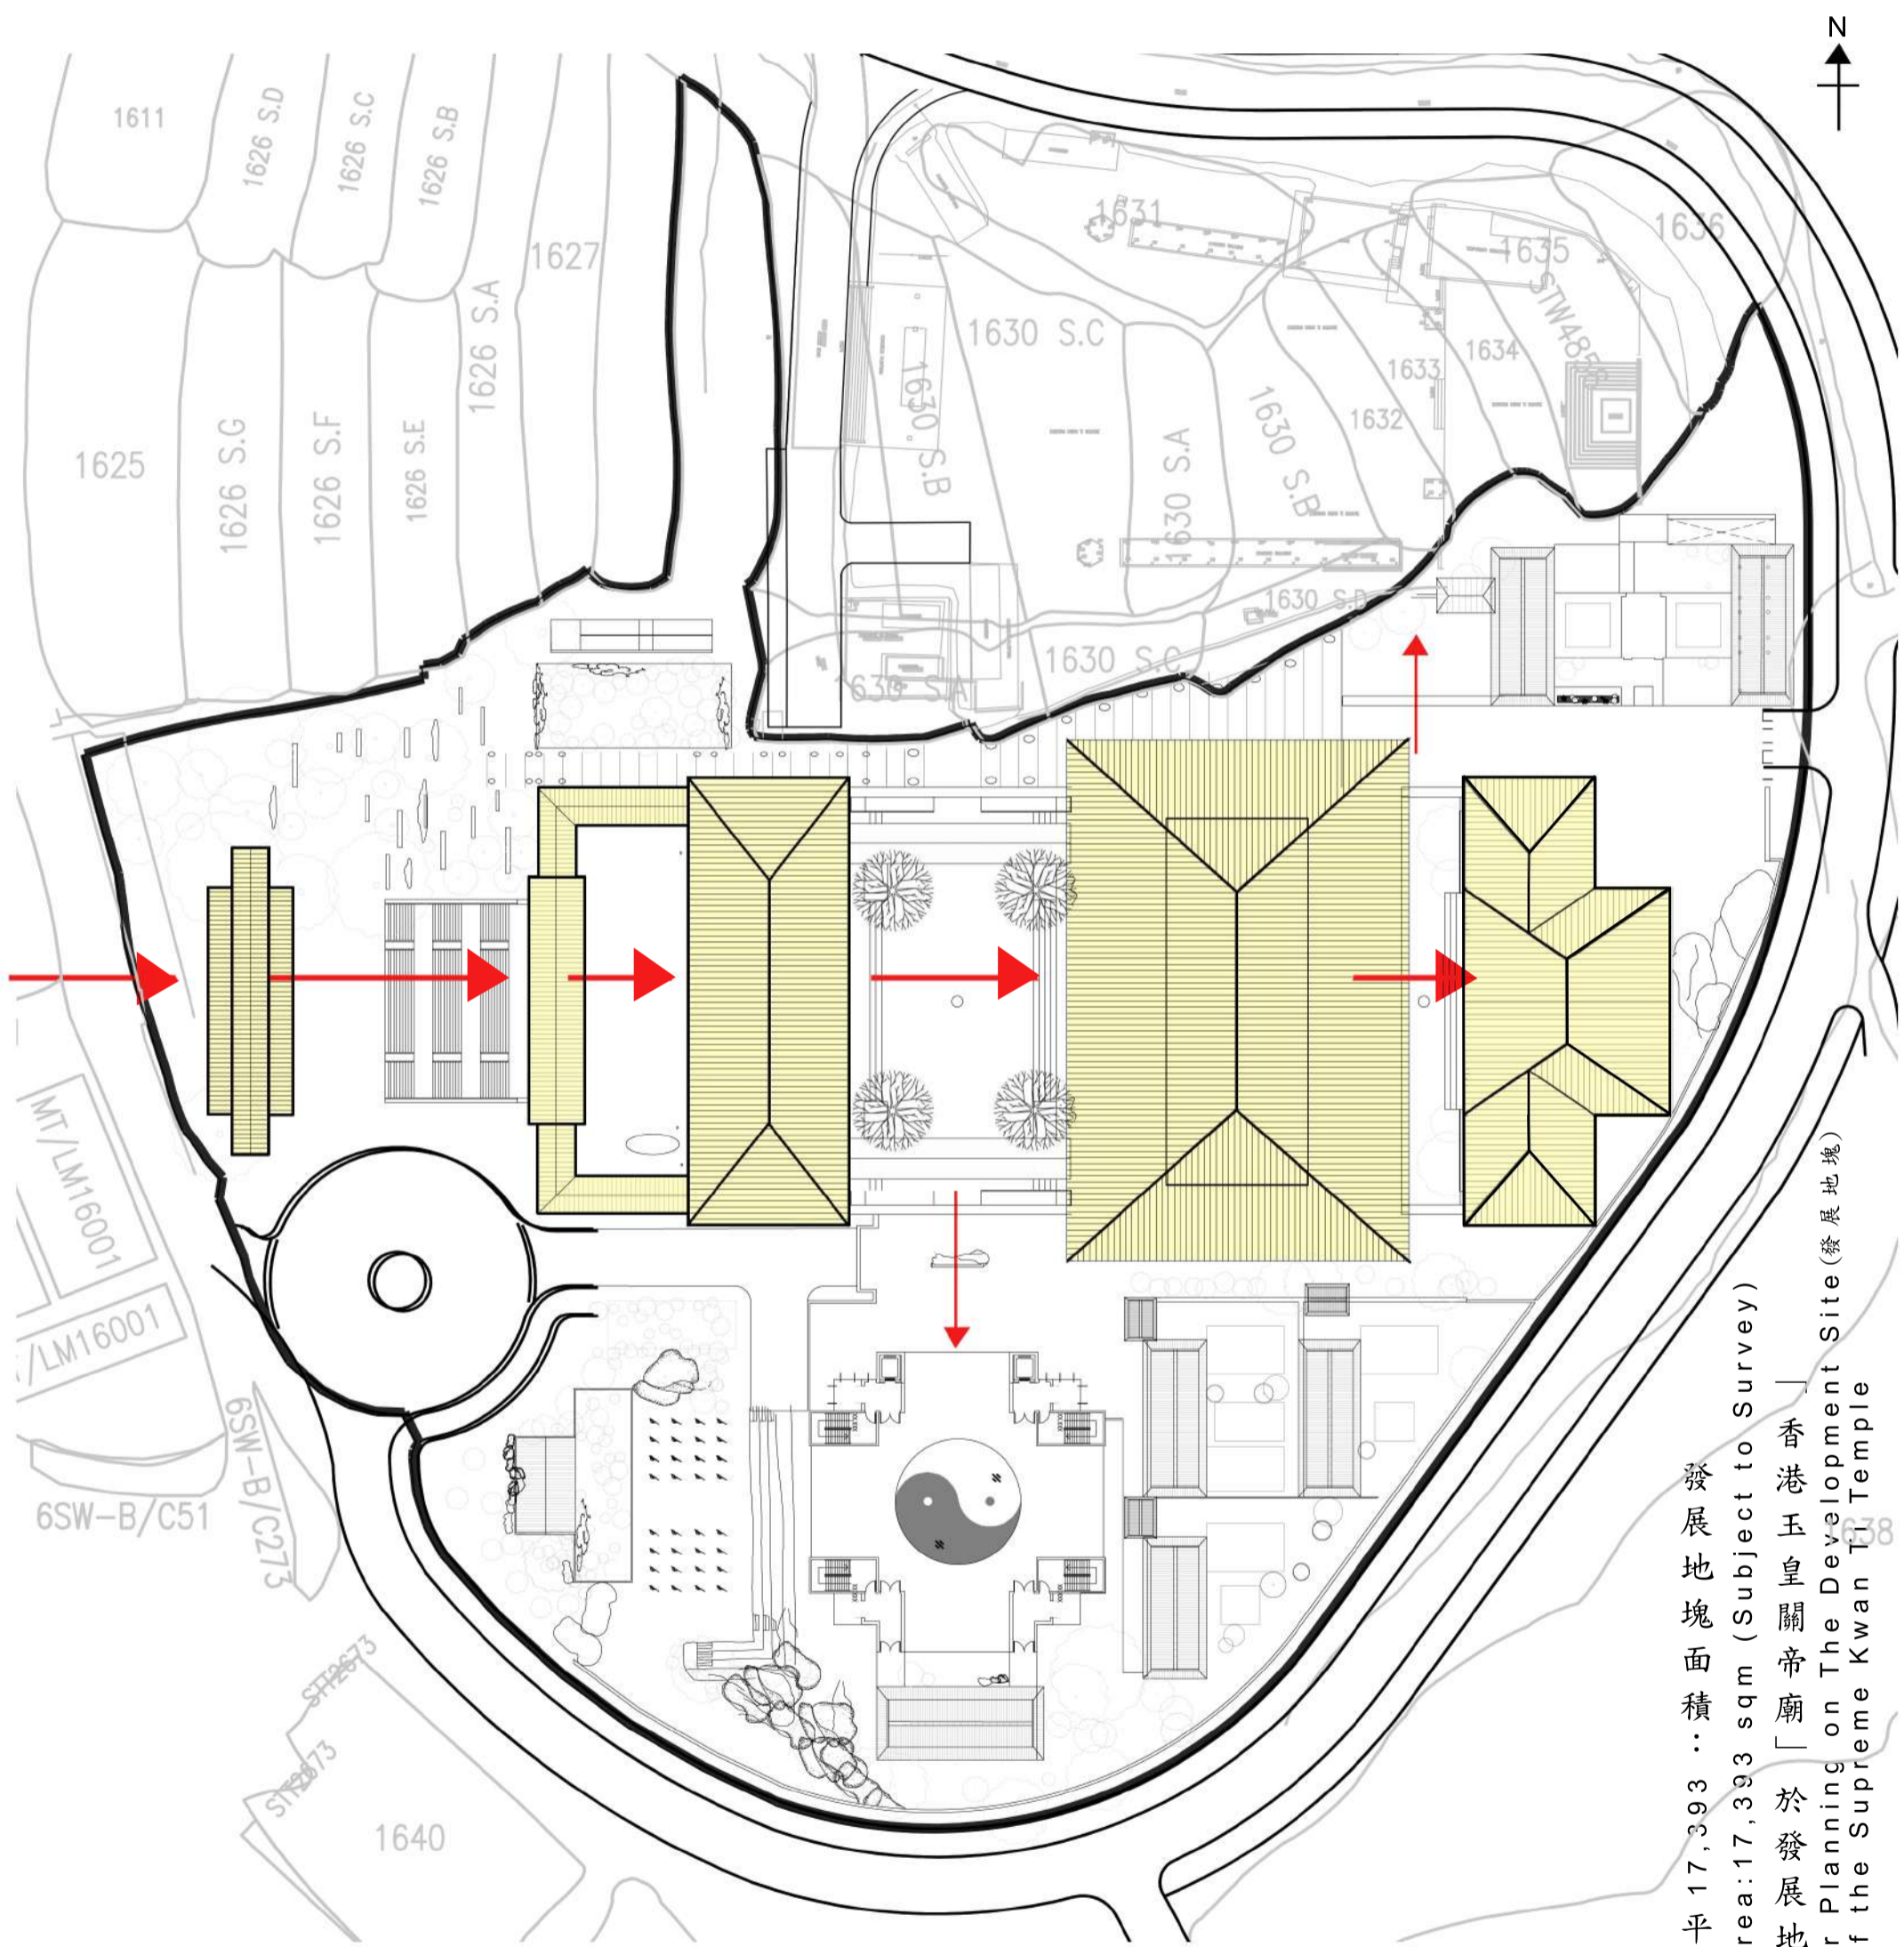 N
1611
1626 S.D
1626 S.C
1626 S.B
1627
1626 S.A
1625
1626 S.G
1626 S.F
1626 S.E
1631
1635
1636
1630 S.C
1634
1633
1632
1630 S.B
1630 S.A
1630 S.B
1630 S.D
1630 S.C
1630 S.A
MT/LM16001
/LM16001
6SW-B/C51
6SW-B/C273
ST2673
ST2673
1640
1638
發展地塊面積：17,393 平
rea:17,393 sqm (Subject to Survey)
「香港玉皇關帝廟」於發展地
r Planning on The Development Site(發展地塊)
f the Supreme Kwan Ti Temple